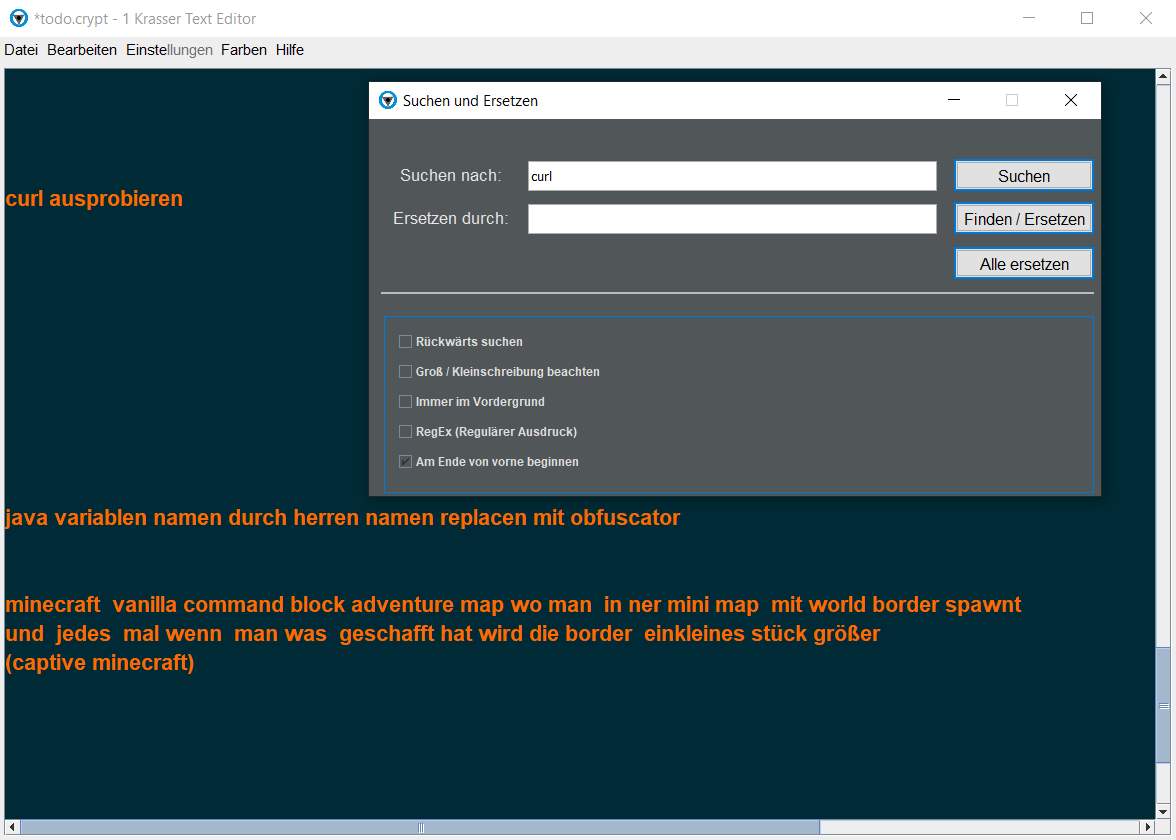 *todo.crypt - 1 Krasser Text Editor
Datei Bearbeiten Einstellungen Farben Hilfe
Suchen und Ersetzen
Suchen nach: curl Suchen
curl ausprobieren
Ersetzen durch: Finden / Ersetzen
Alle ersetzen
Rückwärts suchen
Groß / Kleinschreibung beachten
Immer im Vordergrund
RegEx (Regulärer Ausdruck)
Am Ende von vorne beginnen
java variablen namen durch herren namen replacen mit obfuscator
minecraft vanilla command block adventure map wo man in ner mini map mit world border spawnt
und jedes mal wenn man was geschafft hat wird die border einkleines stück größer
(captive minecraft)